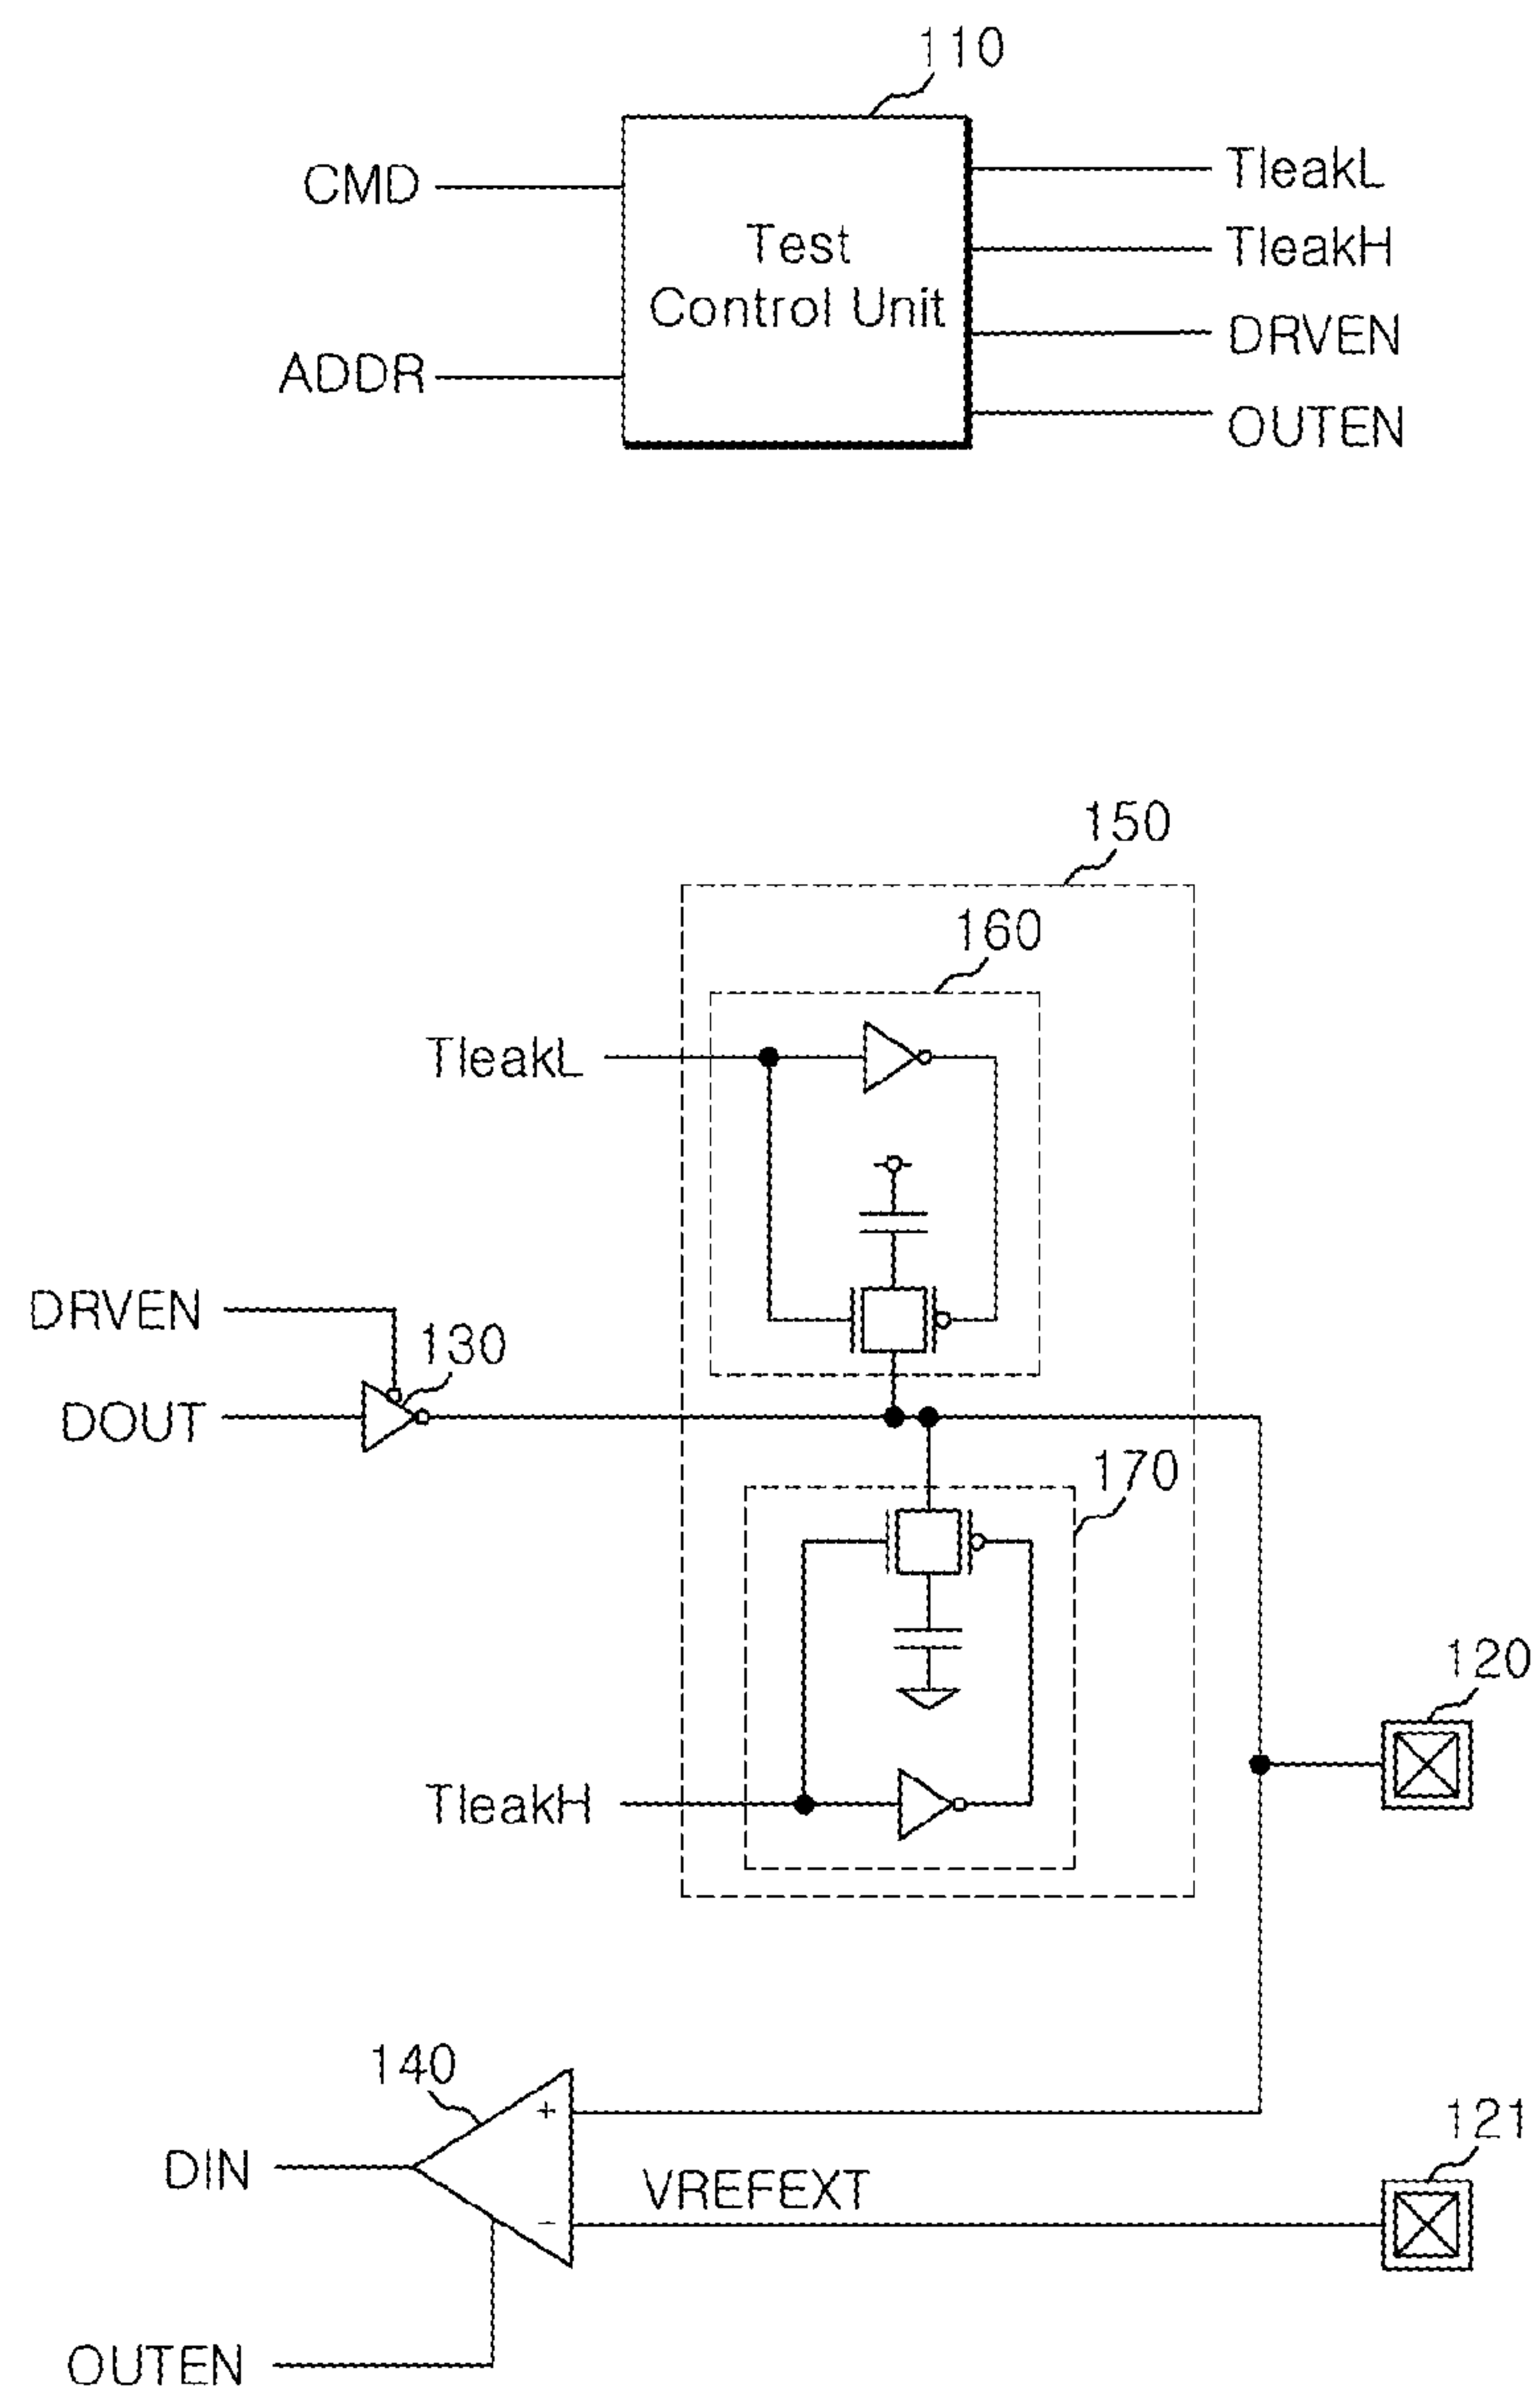 110
CMD
TleakL
Test
TleakH
Control Unit
DRVEN
ADDR
OUTEN
150
160
TleakL
DRVEN
130
DOUT
170
120
TleakH
140
+
121
DIN
VREFEXT
−
OUTEN